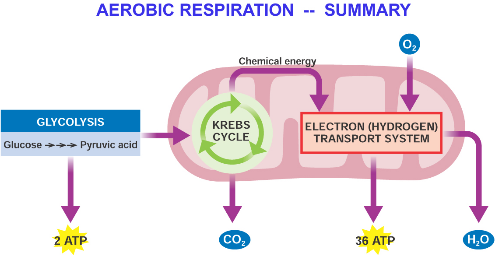 AEROBIC RESPIRATION -- SUMMARY
Chemical energy
O₂
GLYCOLYSIS
Glucose →→→ Pyruvic acid
KREBS
CYCLE
ELECTRON (HYDROGEN)
TRANSPORT SYSTEM
2 ATP
CO₂
36 ATP
H₂O